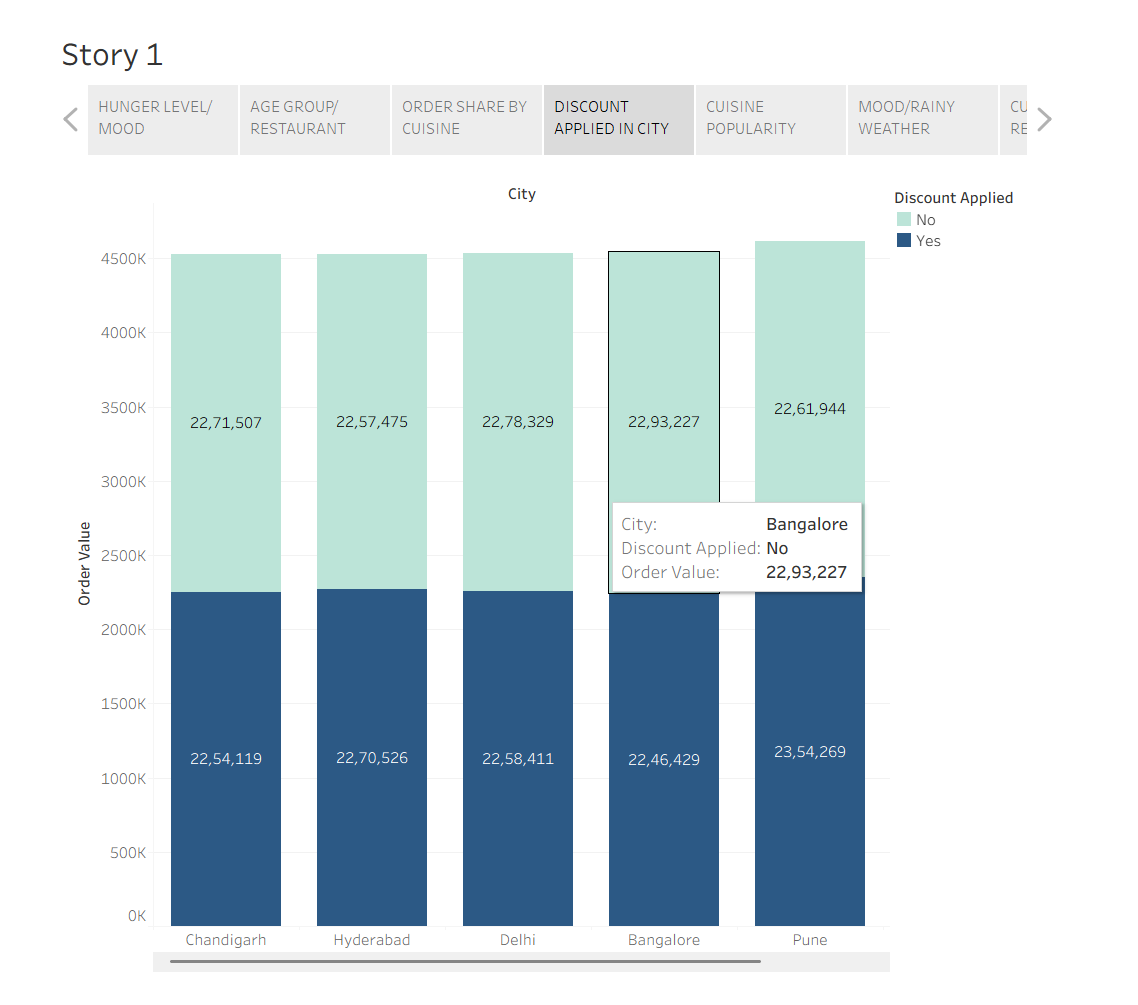 Story 1
HUNGER LEVEL/
MOOD
AGE GROUP/
RESTAURANT
ORDER SHARE BY
CUISINE
DISCOUNT
APPLIED IN CITY
CUISINE
POPULARITY
MOOD/RAINY
WEATHER
CU
RE
City
Discount Applied
No
Yes
Order Value
4500K
4000K
3500K
3000K
2500K
2000K
1500K
1000K
500K
0K
22,71,507
22,57,475
22,78,329
22,93,227
22,61,944
City: Bangalore
Discount Applied: No
Order Value: 22,93,227
22,54,119
22,70,526
22,58,411
22,46,429
23,54,269
Chandigarh
Hyderabad
Delhi
Bangalore
Pune